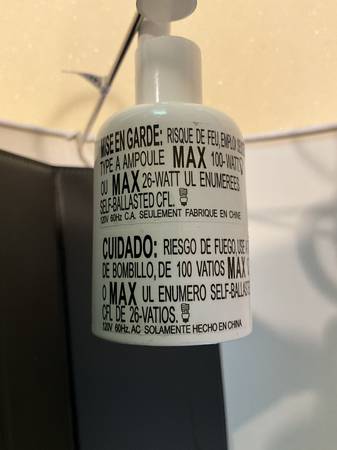 MISE EN GARDE: RISQUE DE FEU, EMPLOI
TYPE A AMPOULE MAX 100-WATTS
OU MAX 26-WATT UL ENUMEREES
SELF-BALLASTED CFL.
120V 60Hz C.A. SEULEMENT FABRIQUE EN CHINE
CUIDADO: RIESGO DE FUEGO, USE
DE BOMBILLO, DE 100 VATIOS MAX
O MAX UL ENUMERO SELF-BALLAS
CFL DE 26-VATIOS.
120V, 60Hz, AC SOLAMENTE HECHO EN CHINA